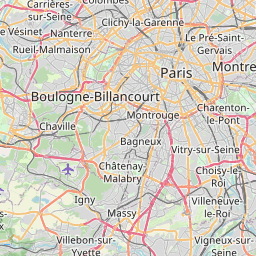 Carrières-
sur-Seine
Colombes
Clichy-la-Garenne
Le Vésinet
Nanterre
Le Pré-Saint-
Gervais
Rueil-Malmaison
Paris
Montre
Boulogne-Billancourt
Charenton-
le-Pont
Montrouge
Chaville
Bagneux
Vitry-sur-Seine
Châtenay-
Malabry
Choisy-le-
Roi
Igny
Villeneuve-
le-Roi
Massy
Villebon-sur-
Yvette
Vigneux-sur-
Seine